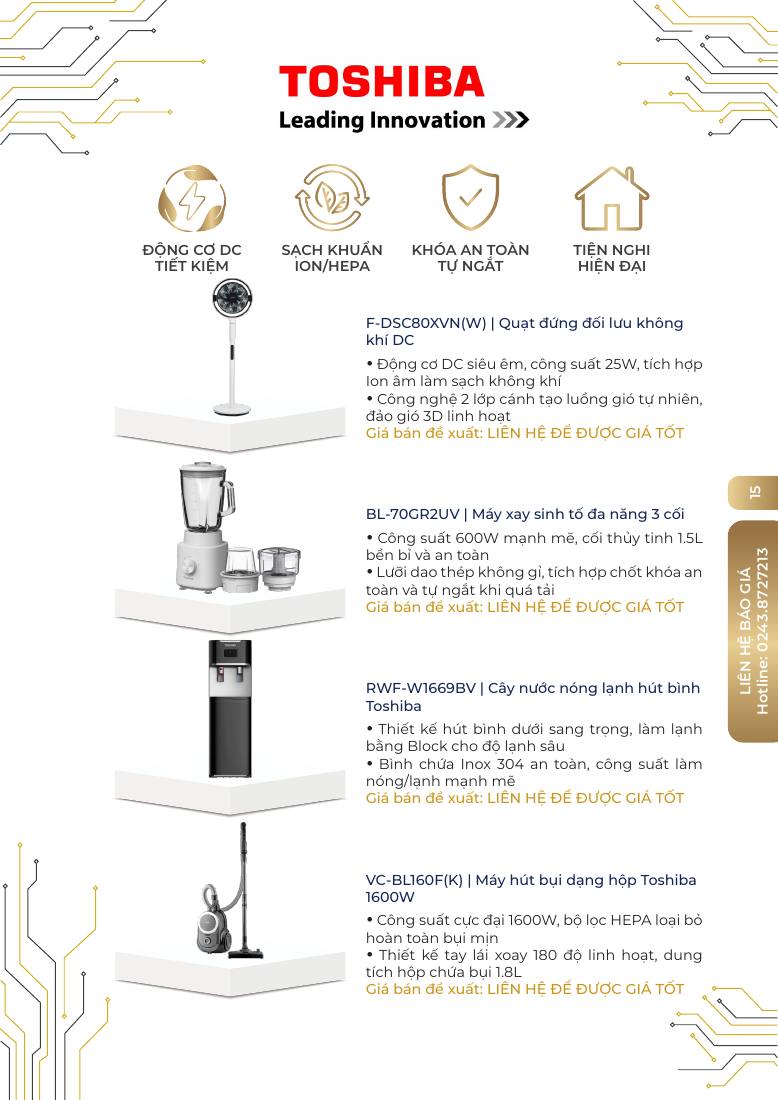 TOSHIBA
Leading Innovation
ĐỘNG CƠ DC
TIẾT KIỆM
SẠCH KHUẨN
ION/HEPA
KHÓA AN TOÀN
TỰ NGẮT
TIỆN NGHI
HIỆN ĐẠI
F-DSC80XVN(W) | Quạt đứng đối lưu không
khí DC
• Động cơ DC siêu êm, công suất 25W, tích hợp
Ion âm làm sạch không khí
• Công nghệ 2 lớp cánh tạo luồng gió tự nhiên,
đảo gió 3D linh hoạt
Giá bán đề xuất: LIÊN HỆ ĐỂ ĐƯỢC GIÁ TỐT
BL-70GR2UV | Máy xay sinh tố đa năng 3 cối
• Công suất 600W mạnh mẽ, cối thủy tinh 1.5L
bền bỉ và an toàn
• Lưỡi dao thép không gỉ, tích hợp chốt khóa an
toàn và tự ngắt khi quá tải
Giá bán đề xuất: LIÊN HỆ ĐỂ ĐƯỢC GIÁ TỐT
RWF-W1669BV | Cây nước nóng lạnh hút bình
Toshiba
• Thiết kế hút bình dưới sang trọng, làm lạnh
bằng Block cho độ lạnh sâu
• Bình chứa Inox 304 an toàn, công suất làm
nóng/lạnh mạnh mẽ
Giá bán đề xuất: LIÊN HỆ ĐỂ ĐƯỢC GIÁ TỐT
VC-BL160F(K) | Máy hút bụi dạng hộp Toshiba
1600W
• Công suất cực đại 1600W, bộ lọc HEPA loại bỏ
hoàn toàn bụi mịn
• Thiết kế tay lái xoay 180 độ linh hoạt, dung
tích hộp chứa bụi 1.8L
Giá bán đề xuất: LIÊN HỆ ĐỂ ĐƯỢC GIÁ TỐT
15
LIÊN HỆ BÁO GIÁ
Hotline: 0243.8727213